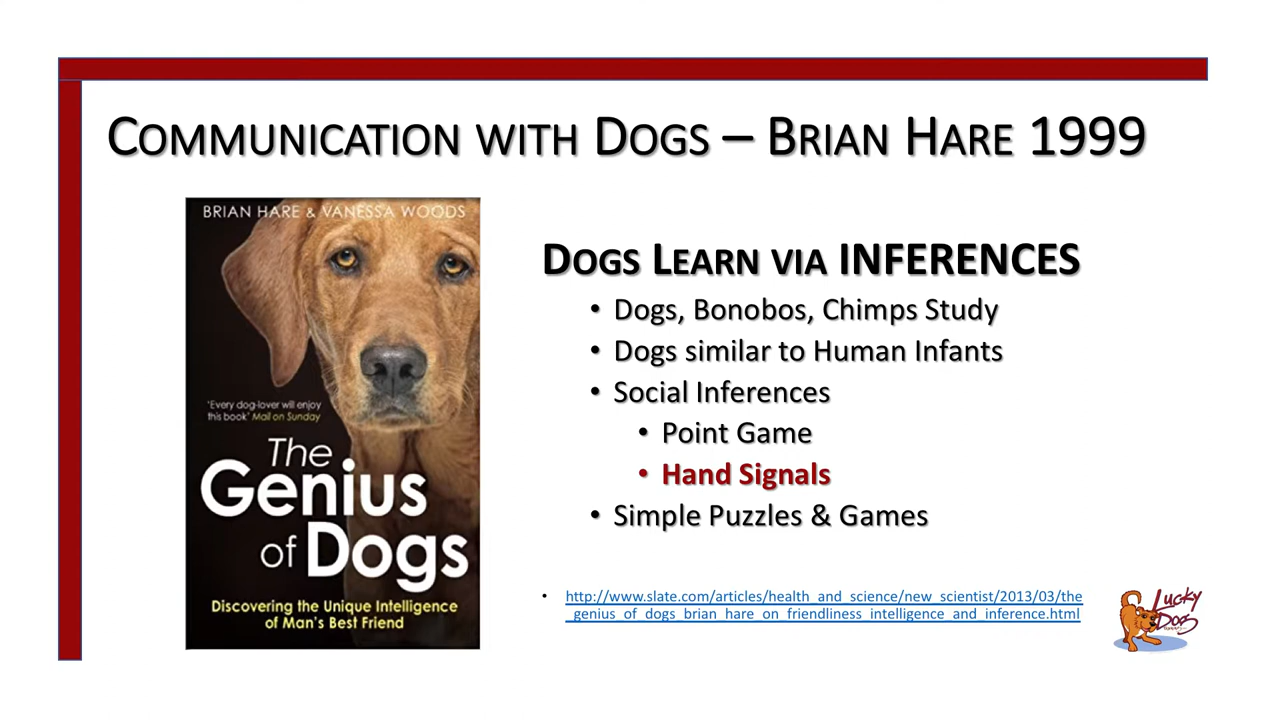 Communication with Dogs – Brian Hare 1999
BRIAN HARE & VANESSA WOODS
'Every dog-lover will enjoy
this book' Mail on Sunday
The
Genius
of Dogs
Discovering the Unique Intelligence
of Man's Best Friend
Dogs Learn via INFERENCES
• Dogs, Bonobos, Chimps Study
• Dogs similar to Human Infants
• Social Inferences
• Point Game
• Hand Signals
• Simple Puzzles & Games
• http://www.slate.com/articles/health_and_science/new_scientist/2013/03/the
_genius_of_dogs_brian_hare_on_friendliness_intelligence_and_inference.html
Lucky
Dogs